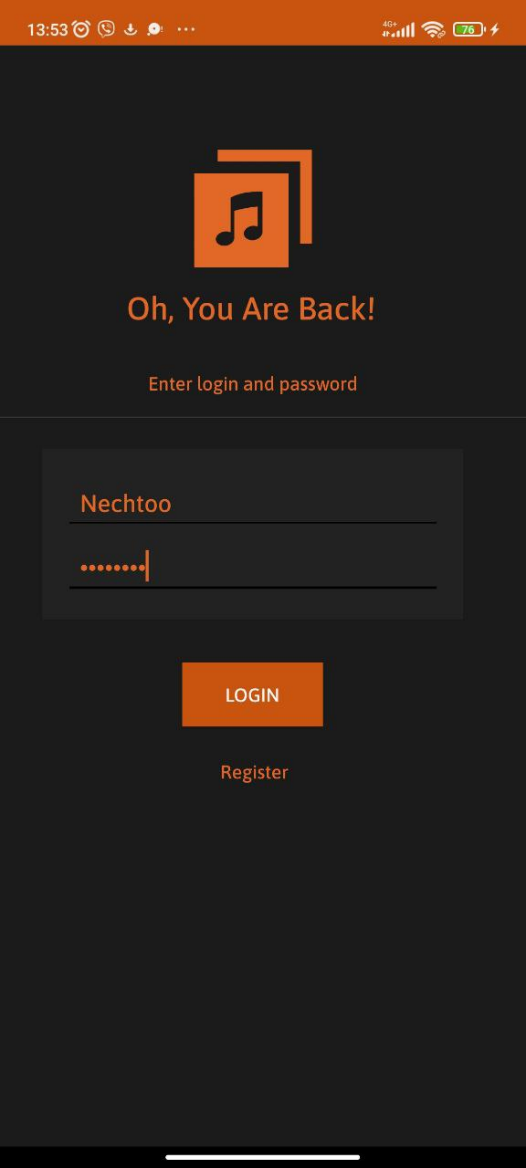 13:53
4G+
76
Oh, You Are Back!
Enter login and password
Nechtoo
••••••••
LOGIN
Register